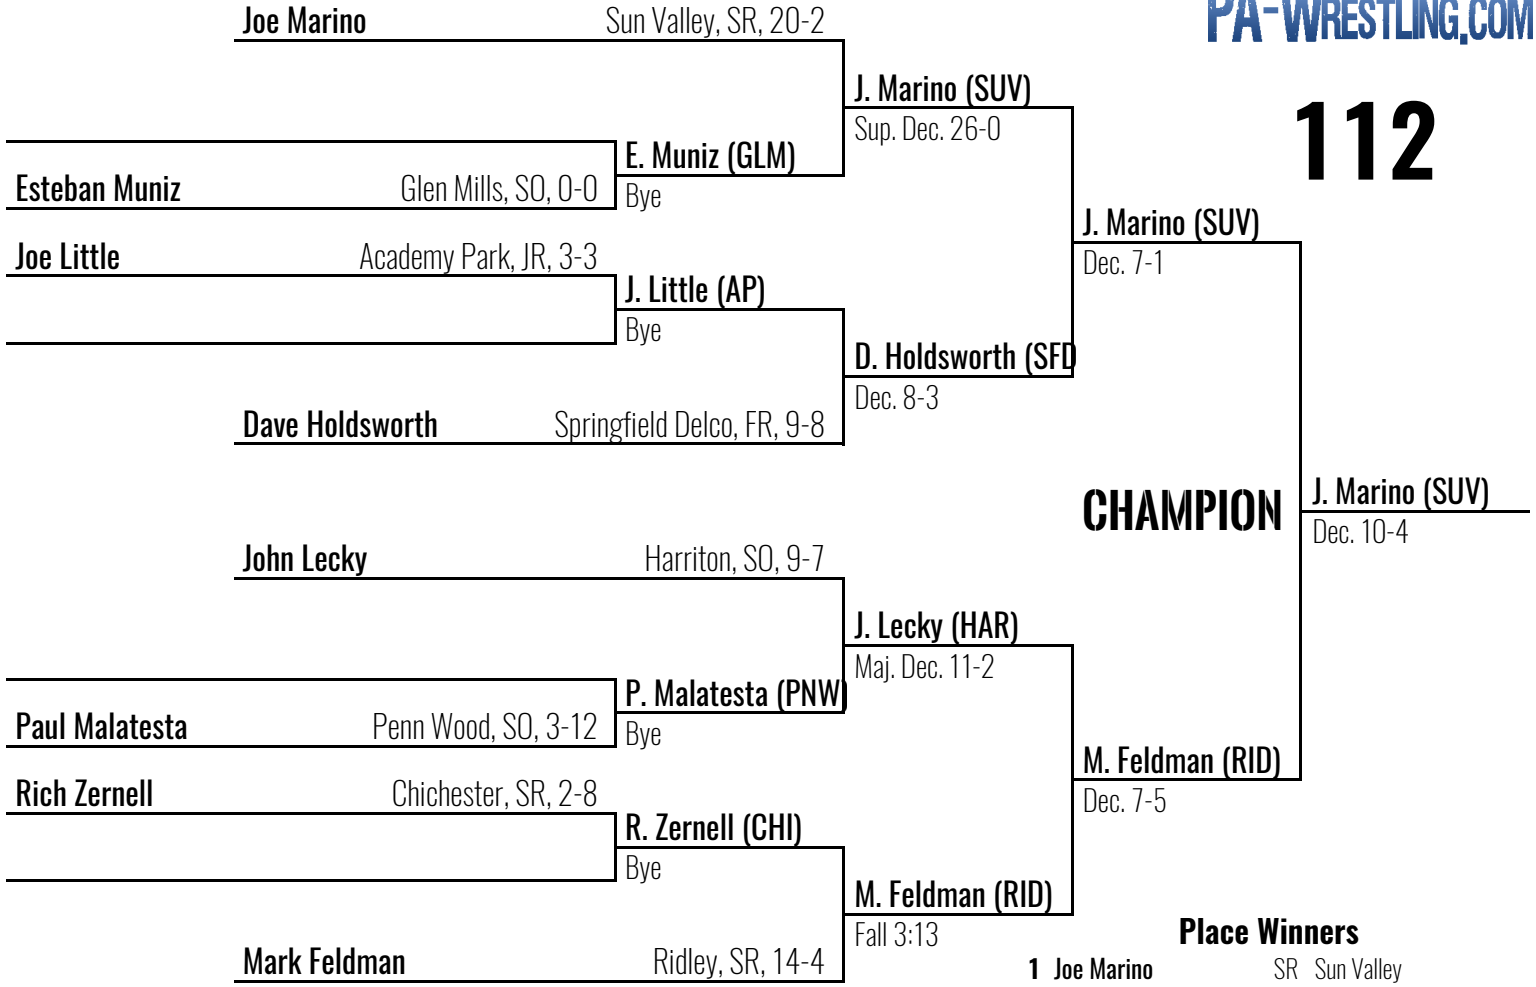 Joe Marino Sun Valley, SR, 20-2
PA-WRESTLING.COM
J. Marino (SUV)
Sup. Dec. 26-0
112
E. Muniz (GLM)
Esteban Muniz Glen Mills, SO, 0-0
Bye
J. Marino (SUV)
Joe Little Academy Park, JR, 3-3
Dec. 7-1
J. Little (AP)
Bye
D. Holdsworth (SFD
Dec. 8-3
Dave Holdsworth Springfield Delco, FR, 9-8
CHAMPION
J. Marino (SUV)
Dec. 10-4
John Lecky Harriton, SO, 9-7
J. Lecky (HAR)
Maj. Dec. 11-2
P. Malatesta (PNW)
Paul Malatesta Penn Wood, SO, 3-12
Bye
M. Feldman (RID)
Rich Zernell Chichester, SR, 2-8
Dec. 7-5
R. Zernell (CHI)
Bye
M. Feldman (RID)
Fall 3:13
Place Winners
Mark Feldman Ridley, SR, 14-4
1 Joe Marino SR Sun Valley